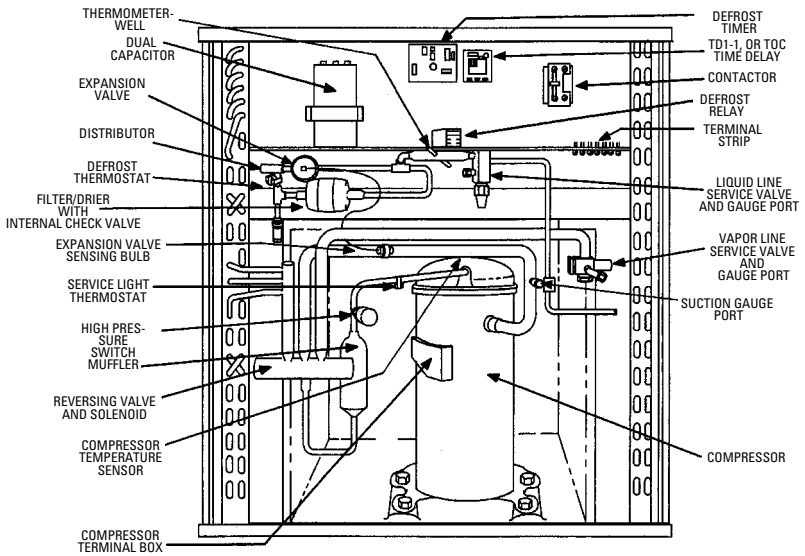 THERMOMETER-
WELL
DUAL
CAPACITOR
EXPANSION
VALVE
DISTRIBUTOR
DEFROST
THERMOSTAT
FILTER/DRIER
WITH
INTERNAL CHECK VALVE
EXPANSION VALVE
SENSING BULB
SERVICE LIGHT
THERMOSTAT
HIGH PRES-
SURE
SWITCH
MUFFLER
REVERSING VALVE
AND SOLENOID
COMPRESSOR
TEMPERATURE
SENSOR
COMPRESSOR
TERMINAL BOX
DEFROST
TIMER
TD1-1, OR TOC
TIME DELAY
CONTACTOR
DEFROST
RELAY
TERMINAL
STRIP
LIQUID LINE
SERVICE VALVE
AND GAUGE PORT
VAPOR LINE
SERVICE VALVE
AND
GAUGE PORT
SUCTION GAUGE
PORT
COMPRESSOR